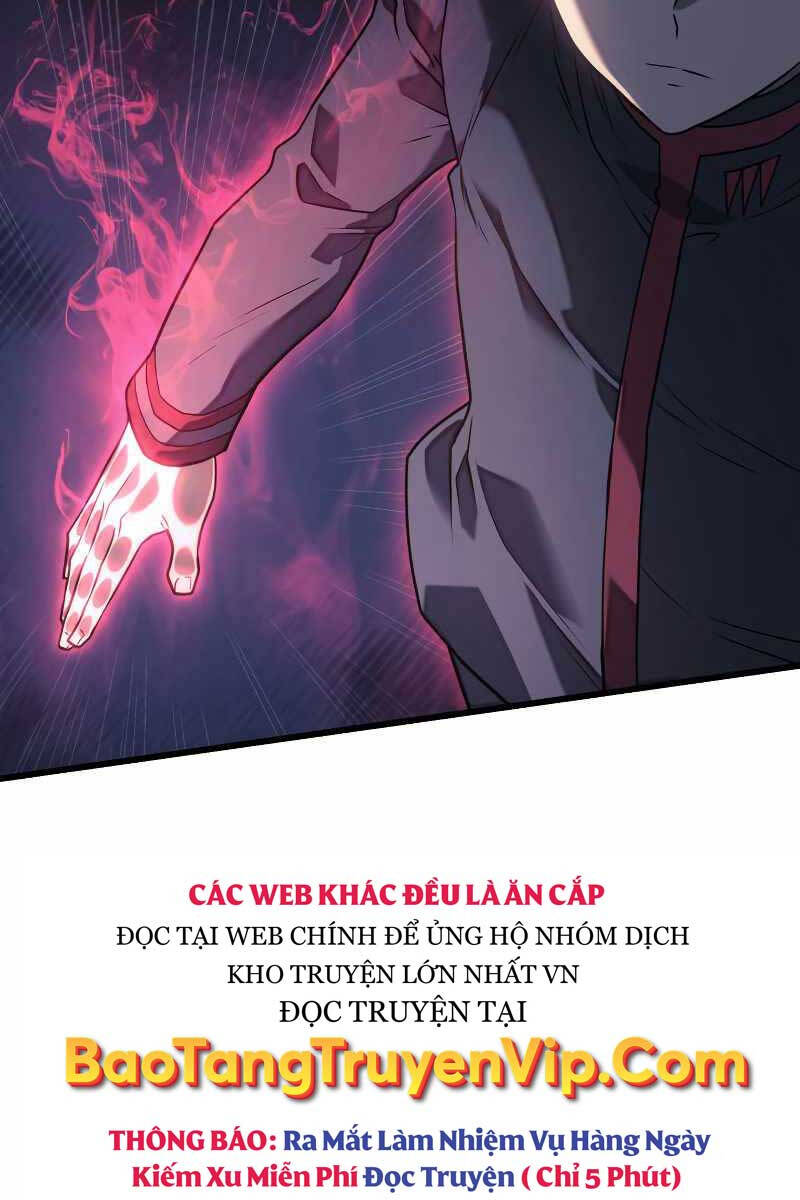 CÁC WEB KHÁC ĐỀU LÀ ĂN CẮP
ĐỌC TẠI WEB CHÍNH ĐỂ ỦNG HỘ NHÓM DỊCH
KHO TRUYỆN LỚN NHẤT VN
ĐỌC TRUYỆN TẠI
BaoTangTruyenVip.Com
THÔNG BÁO: Ra Mắt Làm Nhiệm Vụ Hàng Ngày
Kiếm Xu Miễn Phí Đọc Truyện ( Chỉ 5 Phút)